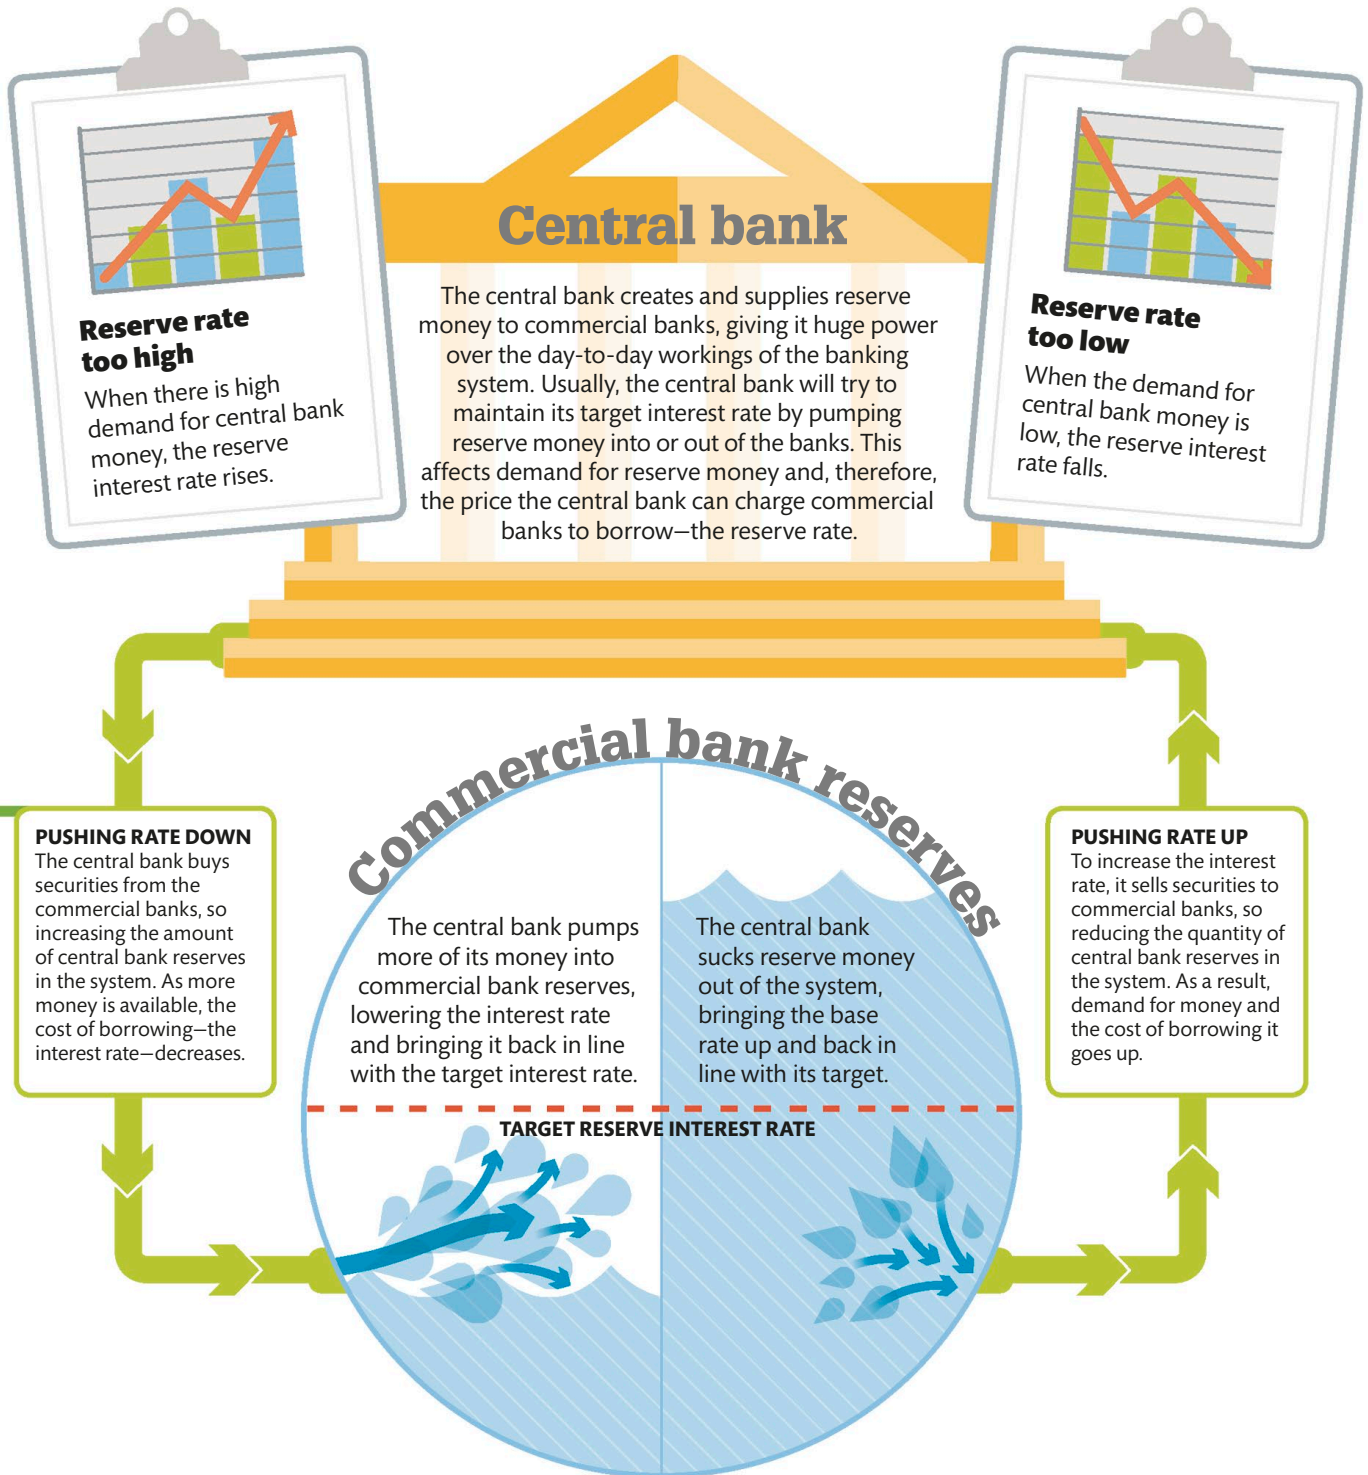 Central bank
The central bank creates and supplies reserve
money to commercial banks, giving it huge power
over the day-to-day workings of the banking
system. Usually, the central bank will try to
maintain its target interest rate by pumping
reserve money into or out of the banks. This
affects demand for reserve money and, therefore,
the price the central bank can charge commercial
banks to borrow—the reserve rate.
Reserve rate
too high
When there is high
demand for central bank
money, the reserve
interest rate rises.
Reserve rate
too low
When the demand for
central bank money is
low, the reserve interest
rate falls.
PUSHING RATE DOWN
The central bank buys
securities from the
commercial banks, so
increasing the amount
of central bank reserves
in the system. As more
money is available, the
cost of borrowing—the
interest rate—decreases.
Commercial bank reserves
The central bank pumps
more of its money into
commercial bank reserves,
lowering the interest rate
and bringing it back in line
with the target interest rate.
The central bank
sucks reserve money
out of the system,
bringing the base
rate up and back in
line with its target.
TARGET RESERVE INTEREST RATE
PUSHING RATE UP
To increase the interest
rate, it sells securities to
commercial banks, so
reducing the quantity of
central bank reserves in
the system. As a result,
demand for money and
the cost of borrowing it
goes up.